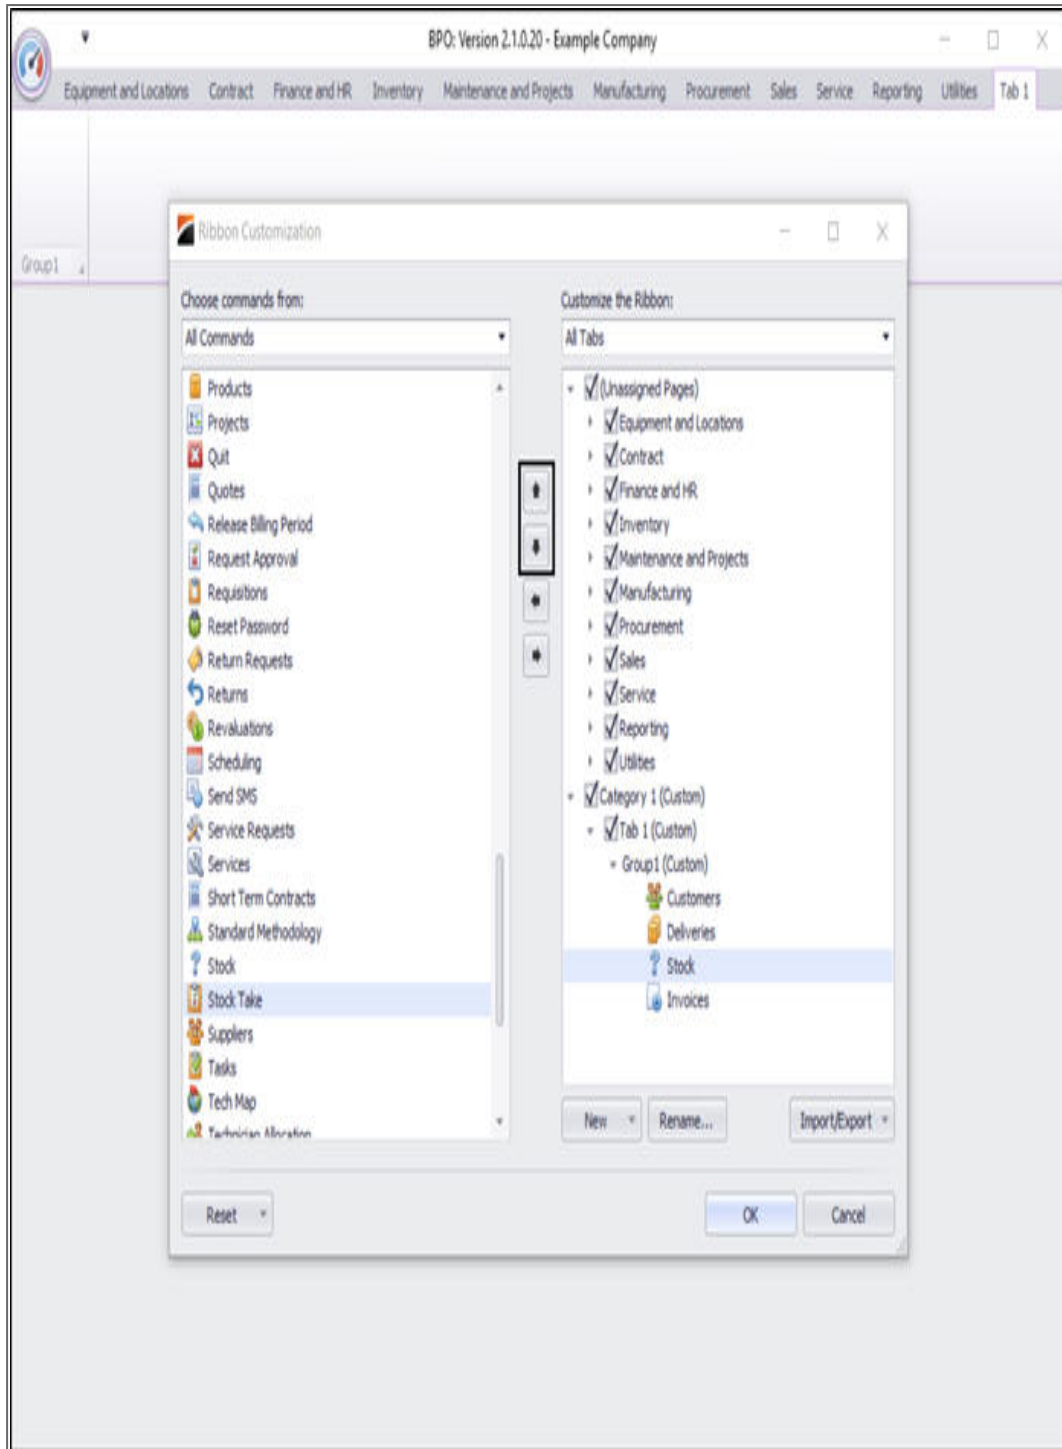 BPO: Version 2.1.0.20 - Example Company
Equipment and Locations Contract Finance and HR Inventory Maintenance and Projects Manufacturing Procurement Sales Service Reporting Utilities Tab 1
Group1
Ribbon Customization
Choose commands from:
All Commands
Products
Projects
Quit
Quotes
Release Billing Period
Request Approval
Requisitions
Reset Password
Return Requests
Returns
Revaluations
Scheduling
Send SMS
Service Requests
Services
Short Term Contracts
Standard Methodology
Stock
Stock Take
Suppliers
Tasks
Tech Map
Technician Allocation
Customize the Ribbon:
All Tabs
(Unassigned Pages)
Equipment and Locations
Contract
Finance and HR
Inventory
Maintenance and Projects
Manufacturing
Procurement
Sales
Service
Reporting
Utilities
Category 1 (Custom)
Tab 1 (Custom)
Group1 (Custom)
Customers
Deliveries
Stock
Invoices
New Rename... Import/Export
Reset OK Cancel